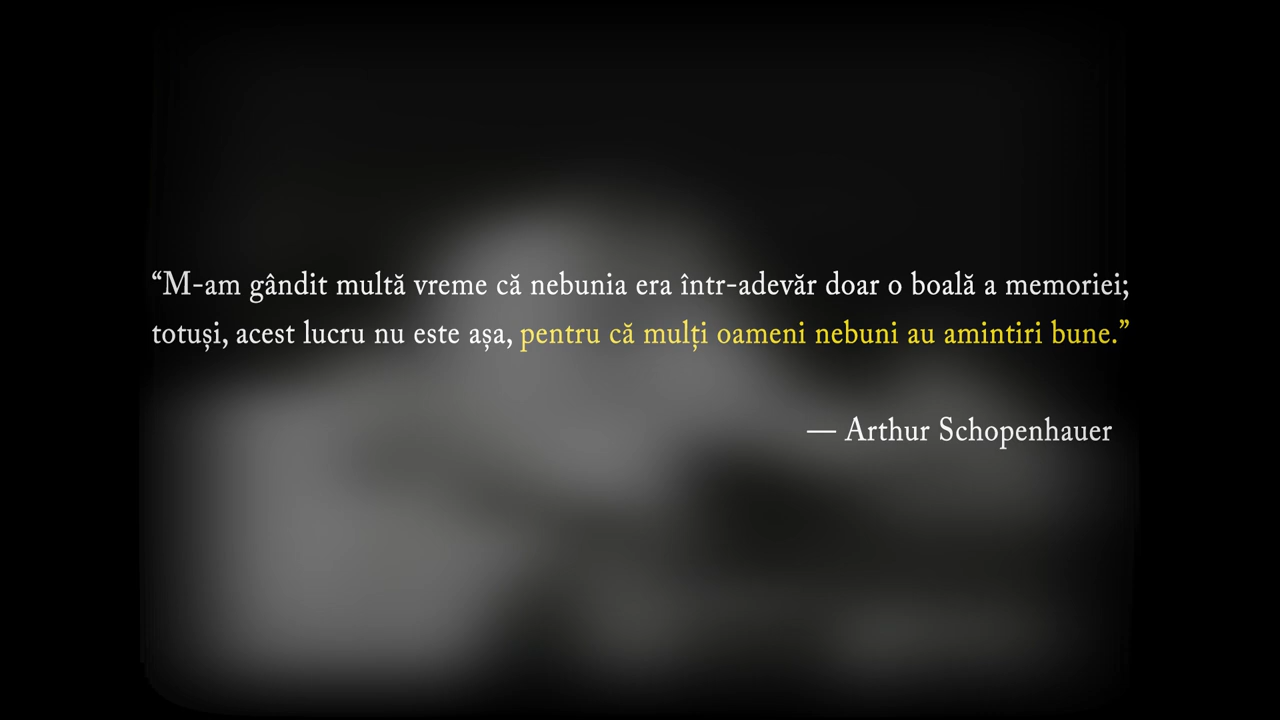 “M-am gândit multă vreme că nebunia era într-adevăr doar o boală a memoriei;
totuși, acest lucru nu este așa, pentru că mulți oameni nebuni au amintiri bune.”
— Arthur Schopenhauer